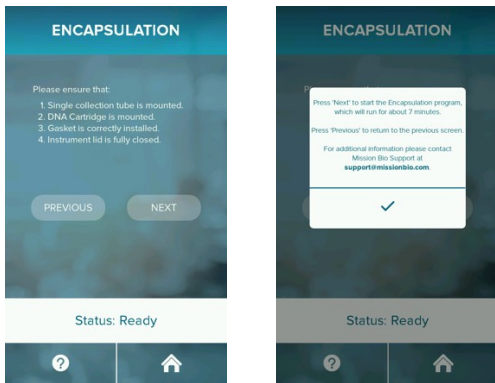 ENCAPSULATION
Please ensure that:
1. Single collection tube is mounted.
2. DNA Cartridge is mounted.
3. Gasket is correctly installed.
4. Instrument lid is fully closed.
PREVIOUS
NEXT
Status: Ready
?
ENCAPSULATION
Press 'Next' to start the Encapsulation program,
which will run for about 7 minutes.
Press 'Previous' to return to the previous screen.
For additional information please contact
Mission Bio Support at
support@missionbio.com.
Status: Ready
?